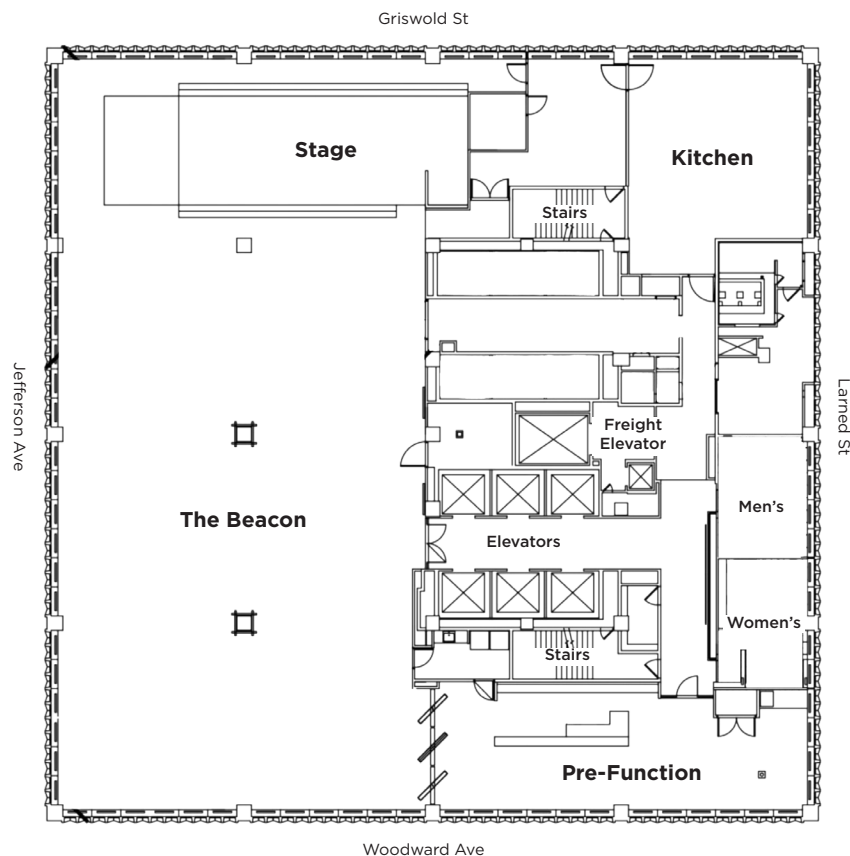 Griswold St
Stage
Kitchen
Stairs
Jefferson Ave
Larned St
Freight
Elevator
Men's
The Beacon
Elevators
Women's
Stairs
Pre-Function
Woodward Ave